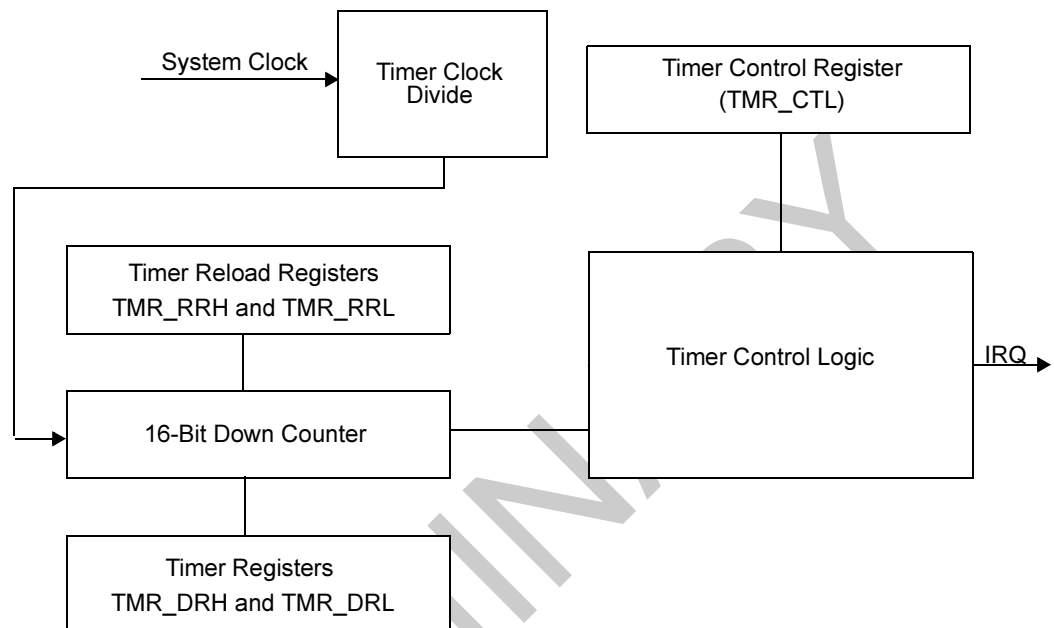 System Clock
Timer Clock
Divide
Timer Control Register
(TMR_CTL)
Timer Reload Registers
TMR_RRH and TMR_RRL
Timer Control Logic
IRQ
16-Bit Down Counter
Timer Registers
TMR_DRH and TMR_DRL